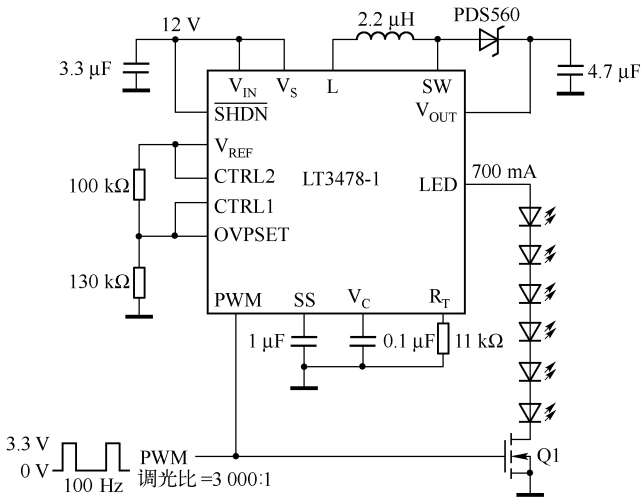 PDS560
2.2 μH
12 V
3.3 μF
4.7 μF
V_IN
V_S
L
SW
V_OUT
SHDN
V_REF
CTRL2
LT3478-1
LED
700 mA
100 kΩ
CTRL1
OVPSET
130 kΩ
PWM
SS
V_C
R_T
1 μF
0.1 μF
11 kΩ
3.3 V
0 V
100 Hz
PWM
调光比=3 000:1
Q1